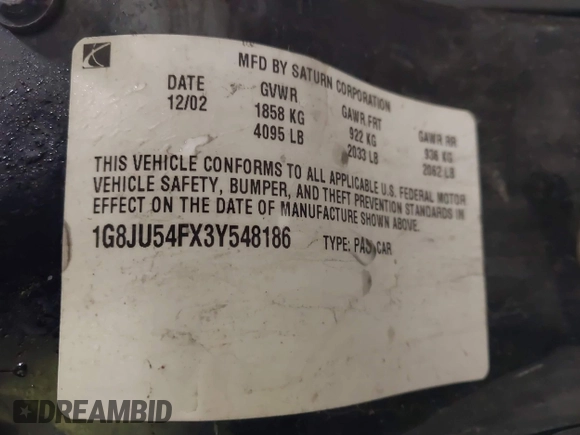 MFD BY SATURN CORPORATION
DATE GVWR GAWR FRT GAWR RR
12/02 1858 KG 922 KG 936 KG
4095 LB 2033 LB 2062 LB
THIS VEHICLE CONFORMS TO ALL APPLICABLE U.S. FEDERAL MOTOR
VEHICLE SAFETY, BUMPER, AND THEFT PREVENTION STANDARDS IN
EFFECT ON THE DATE OF MANUFACTURE SHOWN ABOVE.
1G8JU54FX3Y548186 TYPE: PAS CAR
DREAMBID